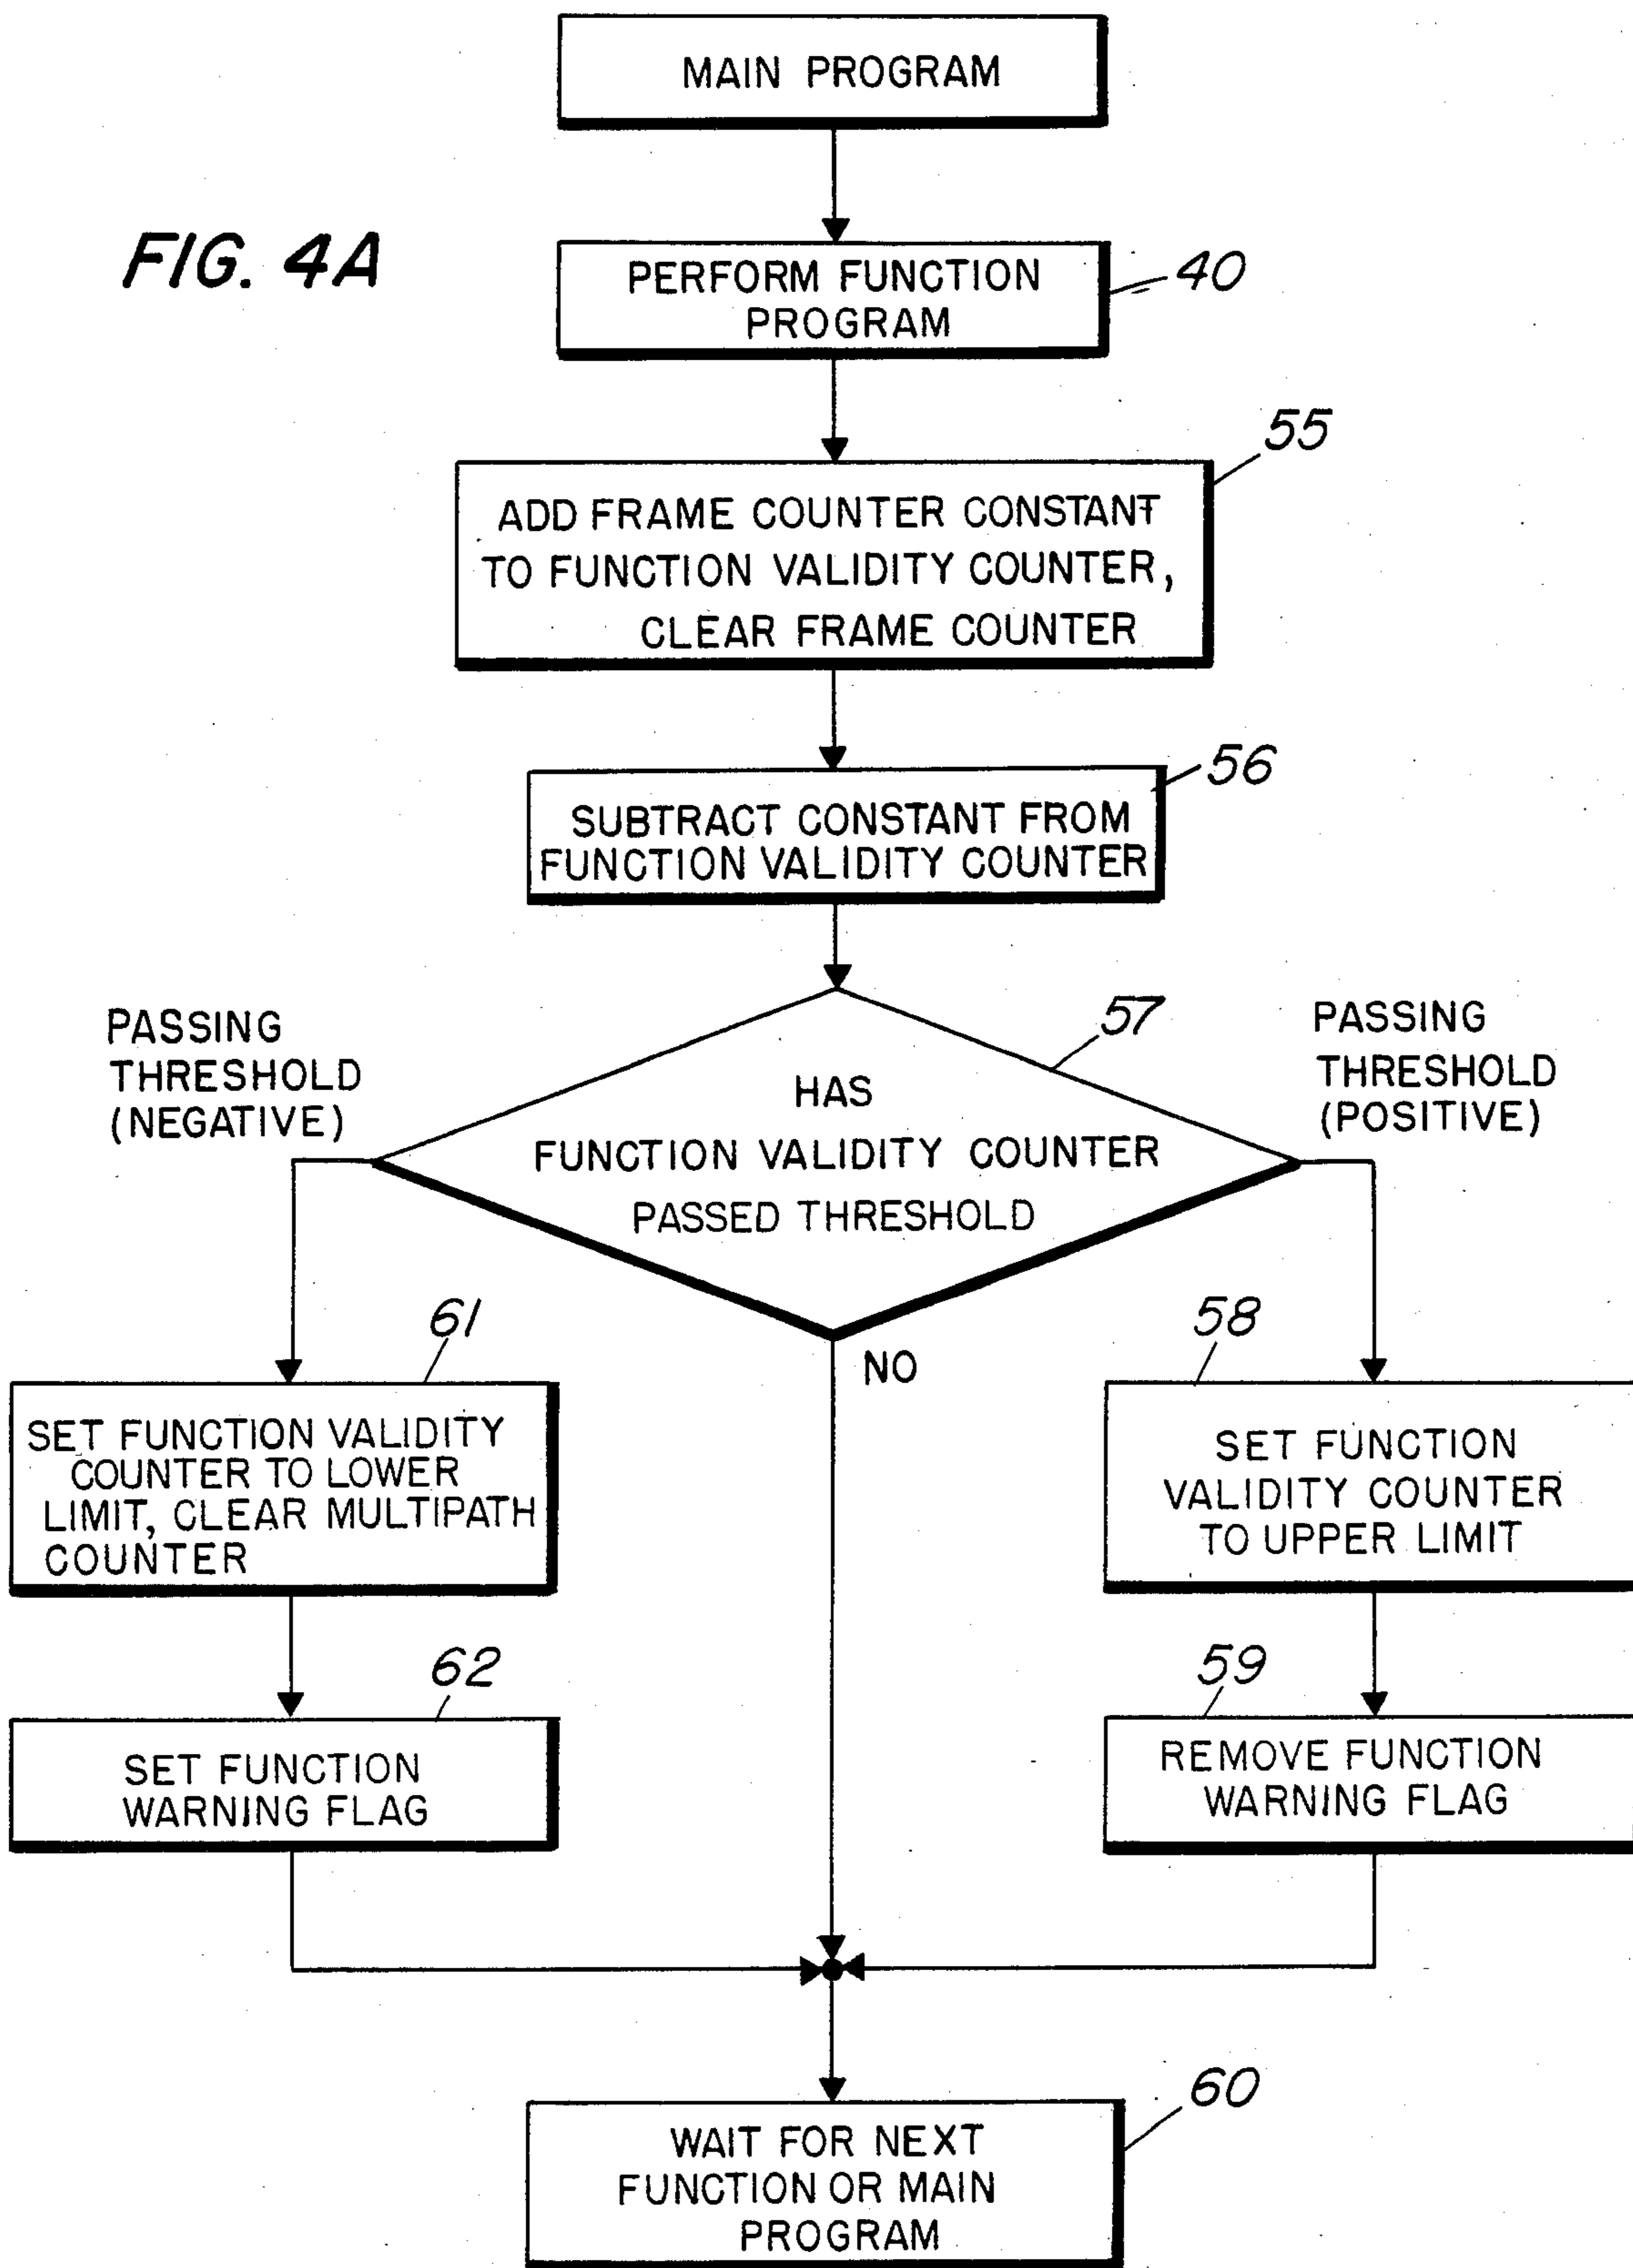 MAIN PROGRAM
FIG. 4A
PERFORM FUNCTION
PROGRAM
40
55
ADD FRAME COUNTER CONSTANT
TO FUNCTION VALIDITY COUNTER,
CLEAR FRAME COUNTER
56
SUBTRACT CONSTANT FROM
FUNCTION VALIDITY COUNTER
PASSING
THRESHOLD
(NEGATIVE)
57
PASSING
THRESHOLD
(POSITIVE)
HAS
FUNCTION VALIDITY COUNTER
PASSED THRESHOLD
NO
61
SET FUNCTION VALIDITY
COUNTER TO LOWER
LIMIT, CLEAR MULTIPATH
COUNTER
58
SET FUNCTION
VALIDITY COUNTER
TO UPPER LIMIT
62
SET FUNCTION
WARNING FLAG
59
REMOVE FUNCTION
WARNING FLAG
60
WAIT FOR NEXT
FUNCTION OR MAIN
PROGRAM